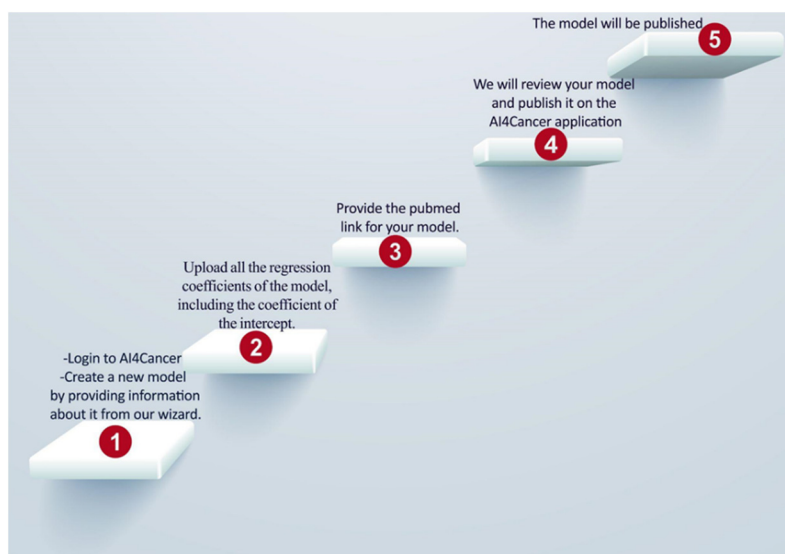 The model will be published
5
We will review your model
and publish it on the
AI4Cancer application
4
Provide the pubmed
link for your model.
3
Upload all the regression
coefficients of the model,
including the coefficient of
the intercept.
2
-Login to AI4Cancer
-Create a new model
by providing information
about it from our wizard.
1